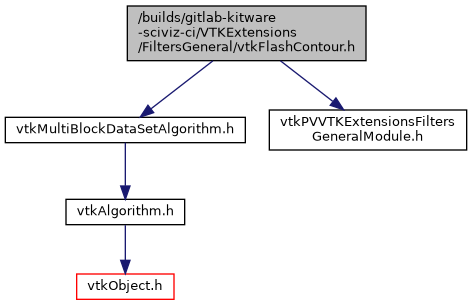 /builds/gitlab-kitware
-sciviz-ci/VTKExtensions
/FiltersGeneral/vtkFlashContour.h
vtkMultiBlockDataSetAlgorithm.h
vtkPVVTKExtensionsFilters
GeneralModule.h
vtkAlgorithm.h
vtkObject.h